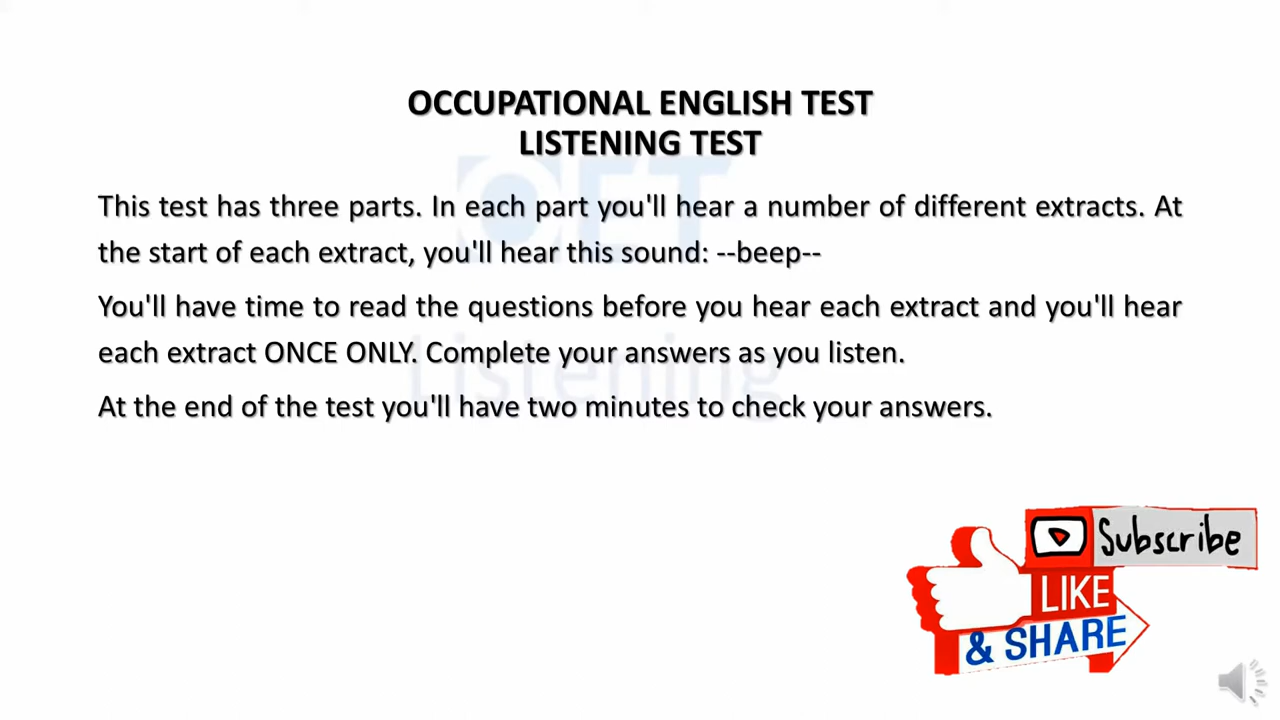 OCCUPATIONAL ENGLISH TEST
LISTENING TEST
This test has three parts. In each part you'll hear a number of different extracts. At
the start of each extract, you'll hear this sound: --beep--
You'll have time to read the questions before you hear each extract and you'll hear
each extract ONCE ONLY. Complete your answers as you listen.
At the end of the test you'll have two minutes to check your answers.
OET
Listening
Subscribe
LIKE
& SHARE